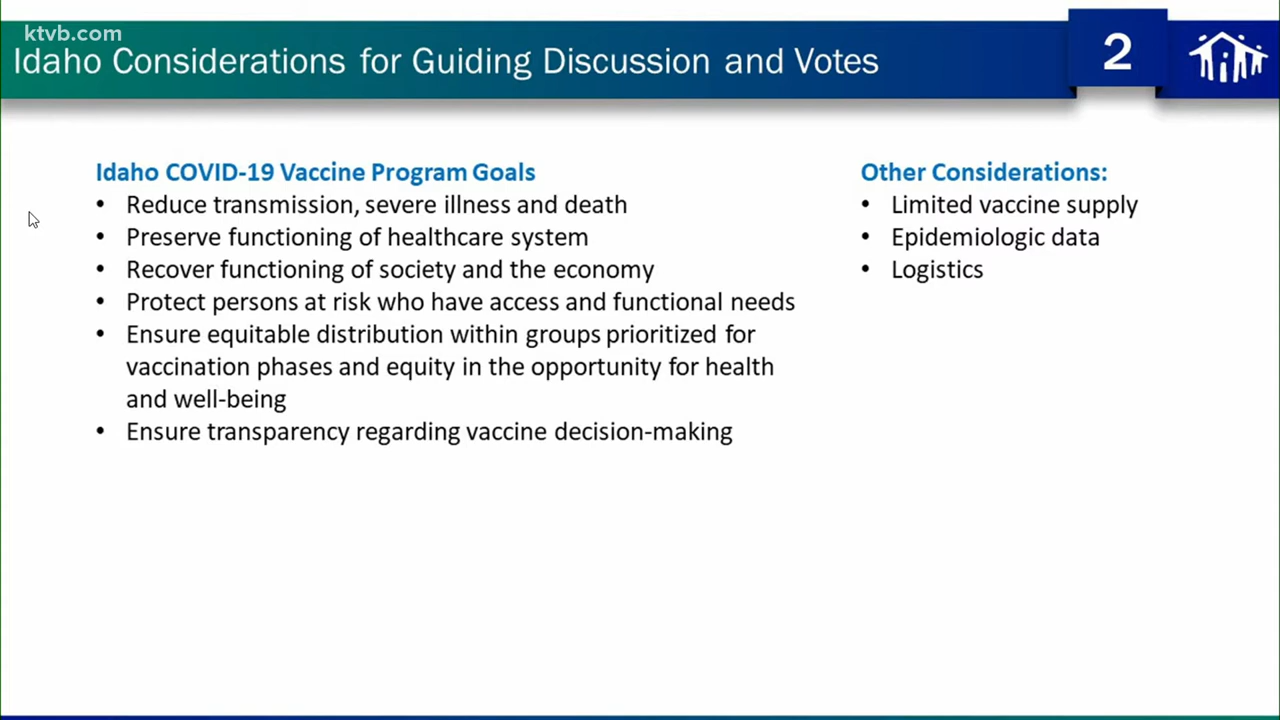 ktvb.com
Idaho Considerations for Guiding Discussion and Votes
2
Idaho COVID-19 Vaccine Program Goals
• Reduce transmission, severe illness and death
• Preserve functioning of healthcare system
• Recover functioning of society and the economy
• Protect persons at risk who have access and functional needs
• Ensure equitable distribution within groups prioritized for
vaccination phases and equity in the opportunity for health
and well-being
• Ensure transparency regarding vaccine decision-making
Other Considerations:
• Limited vaccine supply
• Epidemiologic data
• Logistics